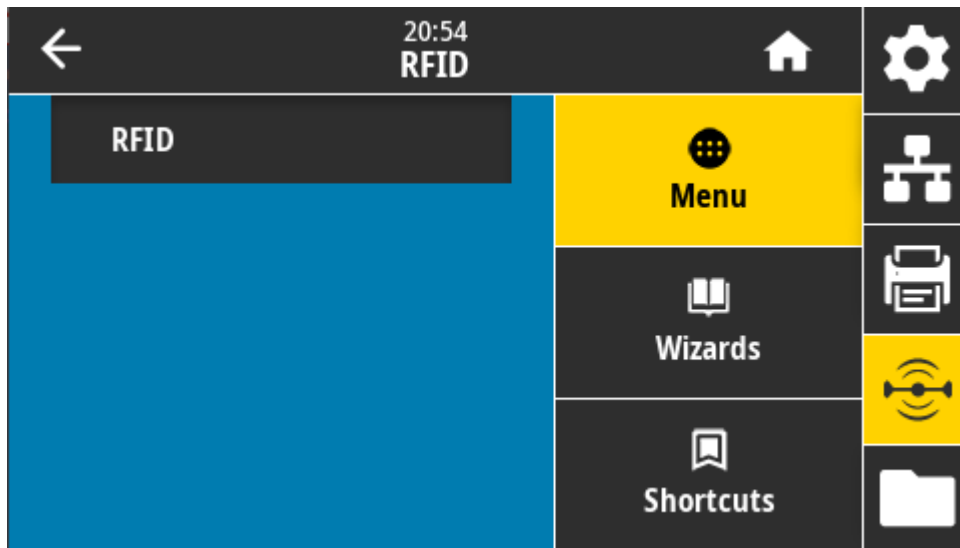 20:54
RFID
RFID
Menu
Wizards
Shortcuts